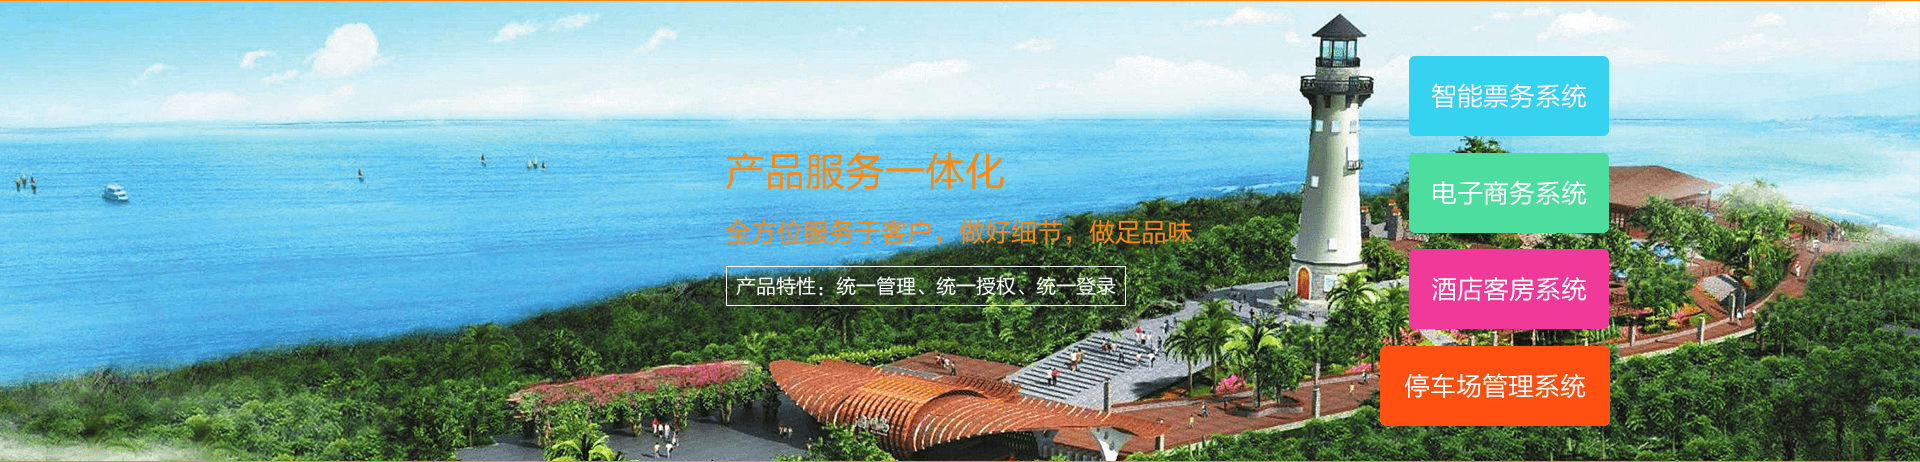 产品服务一体化
全方位服务于客户，做好细节，做足品味
产品特性：统一管理、统一授权、统一登录
智能票务系统
电子商务系统
酒店客房系统
停车场管理系统